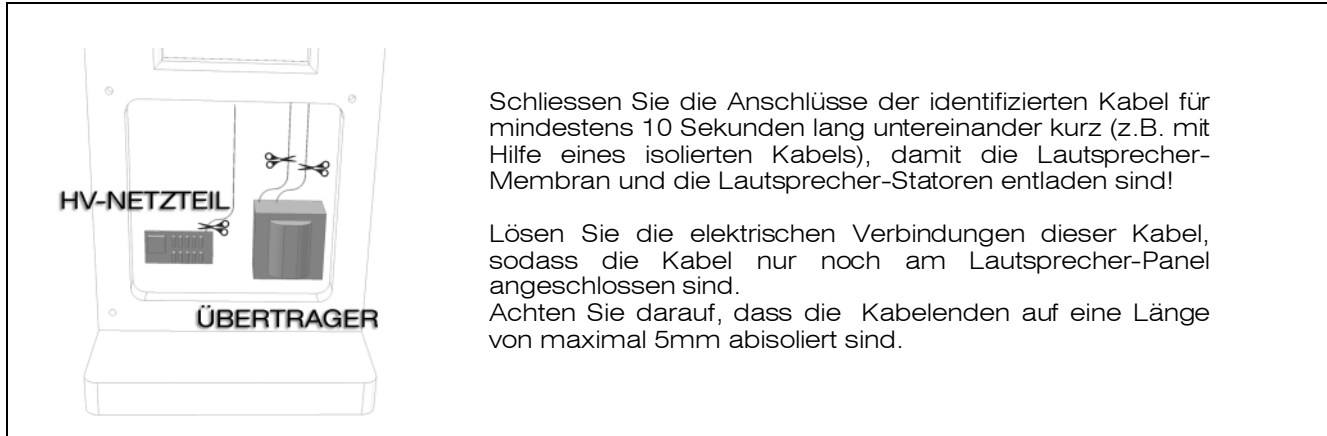 HV-NETZTEIL
ÜBERTRAGER
Schliessen Sie die Anschlüsse der identifizierten Kabel für
mindestens 10 Sekunden lang untereinander kurz (z.B. mit
Hilfe eines isolierten Kabels), damit die Lautsprecher-
Membran und die Lautsprecher-Statoren entladen sind!
Lösen Sie die elektrischen Verbindungen dieser Kabel,
sodass die Kabel nur noch am Lautsprecher-Panel
angeschlossen sind.
Achten Sie darauf, dass die Kabelenden auf eine Länge
von maximal 5mm abisoliert sind.